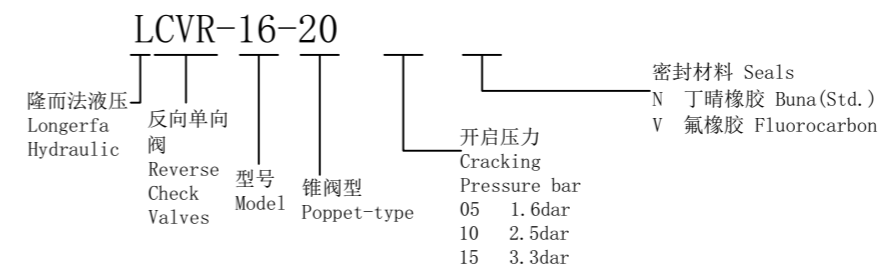 LCVR-16-20
隆而法液压
Longerfa
Hydraulic
反向单向
阀
Reverse
Check
Valves
型号
Model
锥阀型
Poppet-type
开启压力
Cracking
Pressure bar
05 1.6dar
10 2.5dar
15 3.3dar
密封材料 Seals
N 丁晴橡胶 Buna(Std.)
V 氟橡胶 Fluorocarbon